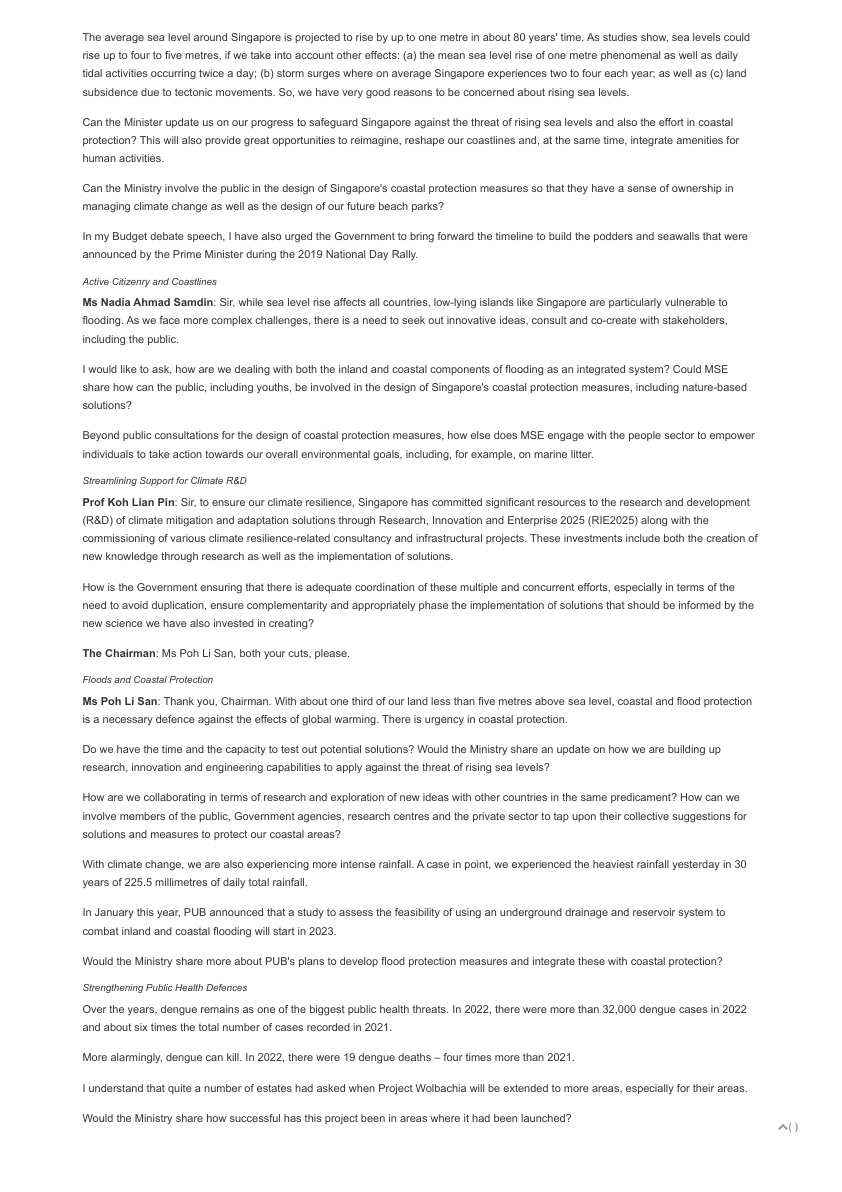 The average sea level around Singapore is projected to rise by up to one metre in about 80 years' time. As studies show, sea levels could
rise up to four to five metres, if we take into account other effects: (a) the mean sea level rise of one metre phenomenal as well as daily
tidal activities occurring twice a day; (b) storm surges where on average Singapore experiences two to four each year; as well as (c) land
subsidence due to tectonic movements. So, we have very good reasons to be concerned about rising sea levels.
Can the Minister update us on our progress to safeguard Singapore against the threat of rising sea levels and also the effort in coastal
protection? This will also provide great opportunities to reimagine, reshape our coastlines and, at the same time, integrate amenities for
human activities.
Can the Ministry involve the public in the design of Singapore's coastal protection measures so that they have a sense of ownership in
managing climate change as well as the design of our future beach parks?
In my Budget debate speech, I have also urged the Government to bring forward the timeline to build the podders and seawalls that were
announced by the Prime Minister during the 2019 National Day Rally.
Active Citizenry and Coastlines
Ms Nadia Ahmad Samdin: Sir, while sea level rise affects all countries, low-lying islands like Singapore are particularly vulnerable to
flooding. As we face more complex challenges, there is a need to seek out innovative ideas, consult and co-create with stakeholders,
including the public.
I would like to ask, how are we dealing with both the inland and coastal components of flooding as an integrated system? Could MSE
share how can the public, including youths, be involved in the design of Singapore's coastal protection measures, including nature-based
solutions?
Beyond public consultations for the design of coastal protection measures, how else does MSE engage with the people sector to empower
individuals to take action towards our overall environmental goals, including, for example, on marine litter.
Streamlining Support for Climate R&D
Prof Koh Lian Pin: Sir, to ensure our climate resilience, Singapore has committed significant resources to the research and development
(R&D) of climate mitigation and adaptation solutions through Research, Innovation and Enterprise 2025 (RIE2025) along with the
commissioning of various climate resilience-related consultancy and infrastructural projects. These investments include both the creation of
new knowledge through research as well as the implementation of solutions.
How is the Government ensuring that there is adequate coordination of these multiple and concurrent efforts, especially in terms of the
need to avoid duplication, ensure complementarity and appropriately phase the implementation of solutions that should be informed by the
new science we have also invested in creating?
The Chairman: Ms Poh Li San, both your cuts, please.
Floods and Coastal Protection
Ms Poh Li San: Thank you, Chairman. With about one third of our land less than five metres above sea level, coastal and flood protection
is a necessary defence against the effects of global warming. There is urgency in coastal protection.
Do we have the time and the capacity to test out potential solutions? Would the Ministry share an update on how we are building up
research, innovation and engineering capabilities to apply against the threat of rising sea levels?
How are we collaborating in terms of research and exploration of new ideas with other countries in the same predicament? How can we
involve members of the public, Government agencies, research centres and the private sector to tap upon their collective suggestions for
solutions and measures to protect our coastal areas?
With climate change, we are also experiencing more intense rainfall. A case in point, we experienced the heaviest rainfall yesterday in 30
years of 225.5 millimetres of daily total rainfall.
In January this year, PUB announced that a study to assess the feasibility of using an underground drainage and reservoir system to
combat inland and coastal flooding will start in 2023.
Would the Ministry share more about PUB's plans to develop flood protection measures and integrate these with coastal protection?
Strengthening Public Health Defences
Over the years, dengue remains as one of the biggest public health threats. In 2022, there were more than 32,000 dengue cases in 2022
and about six times the total number of cases recorded in 2021.
More alarmingly, dengue can kill. In 2022, there were 19 dengue deaths – four times more than 2021.
I understand that quite a number of estates had asked when Project Wolbachia will be extended to more areas, especially for their areas.
Would the Ministry share how successful has this project been in areas where it had been launched?
( )